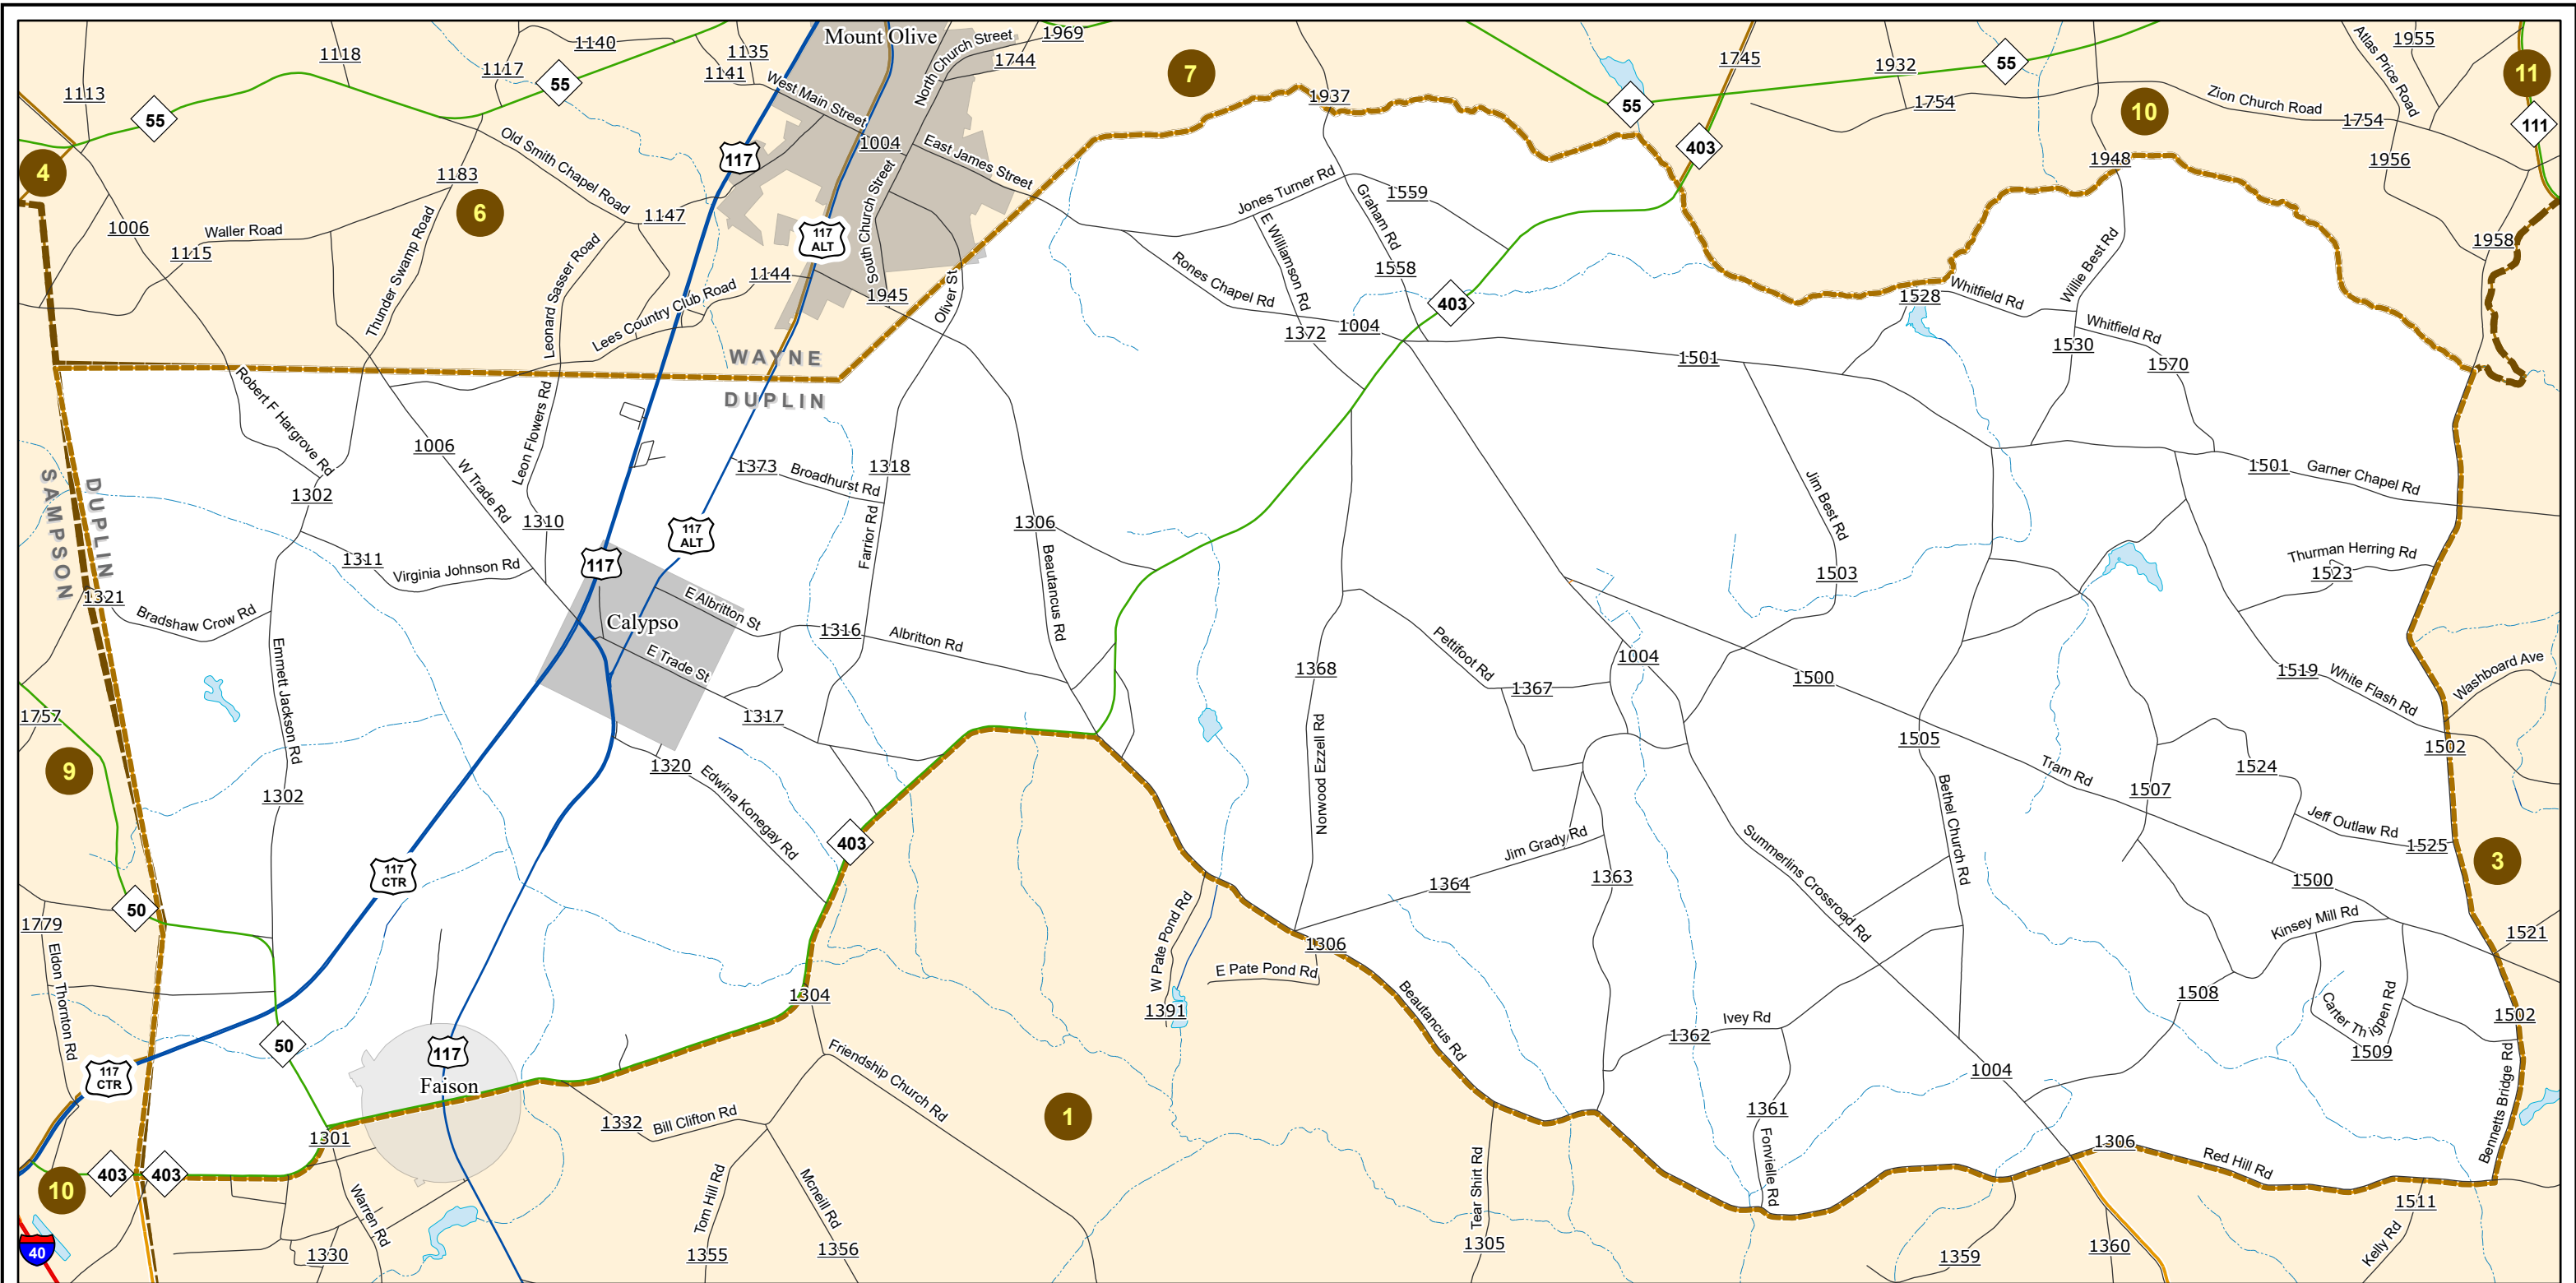 Mount Olive
North Church Street
1969
1140
1118
1135
1744
1745
Atlas Price Road
1955
1117
1141
7
1932
55
11
1113
55
West Main Street
1937
55
1754
10
Zion Church Road
1754
55
1004
403
111
Old Smith Chapel Road
117
East James Street
1948
1956
4
1183
Jones Turner Rd
1559
6
1147
South Church Street
E Williamson Rd
Graham Rd
1006
Waller Road
Thunder Swamp Road
117
ALT
1958
1115
Leonard Sasser Road
1144
Rones Chapel Rd
1558
Willie Best Rd
Lees Country Club Road
1945
Oliver St
403
1528
Whitfield Rd
1372
1004
Whitfield Rd
WAYNE
1501
1530
1570
DUPLIN
Robert F Hargrove Rd
Leon Flowers Rd
1006
W Trade Rd
1373
Broadhurst Rd
1318
1501
Garner Chapel Rd
SAMPSON
DUPLIN
1302
1310
117
ALT
Farrior Rd
1306
Jim Best Rd
1311
Virginia Johnson Rd
117
Beautancus Rd
1503
Thurman Herring Rd
1523
1321
Bradshaw Crow Rd
E Albritton St
Calypso
1316
Albritton Rd
Emmett Jackson Rd
E Trade St
1368
Pettifoot Rd
1004
1500
1519
White Flash Rd
Washboard Ave
1367
1757
1317
Norwood Ezzell Rd
1505
1502
9
1320
Edwina Konegay Rd
Tram Rd
1524
1302
1507
403
Jim Grady Rd
Summerlins Crossroad Rd
Bethel Church Rd
Jeff Outlaw Rd
1525
3
117
CTR
1364
1363
1500
50
1779
W Pate Pond Rd
Kinsey Mill Rd
1521
Eldon Thornton Rd
1306
E Pate Pond Rd
1304
1391
Beautancus Rd
1508
Carter Thigpen Rd
1502
50
1362
Ivey Rd
117
Friendship Church Rd
1509
117
CTR
Faison
1004
Bennetts Bridge Rd
1332
Bill Clifton Rd
1
1361
1301
Fonvielle Rd
1306
Red Hill Rd
403
403
10
Warren Rd
Tom Hill Rd
Mcneill Rd
Tear Shirt Rd
1511
Kelly Rd
40
1330
1355
1356
1305
1359
1360